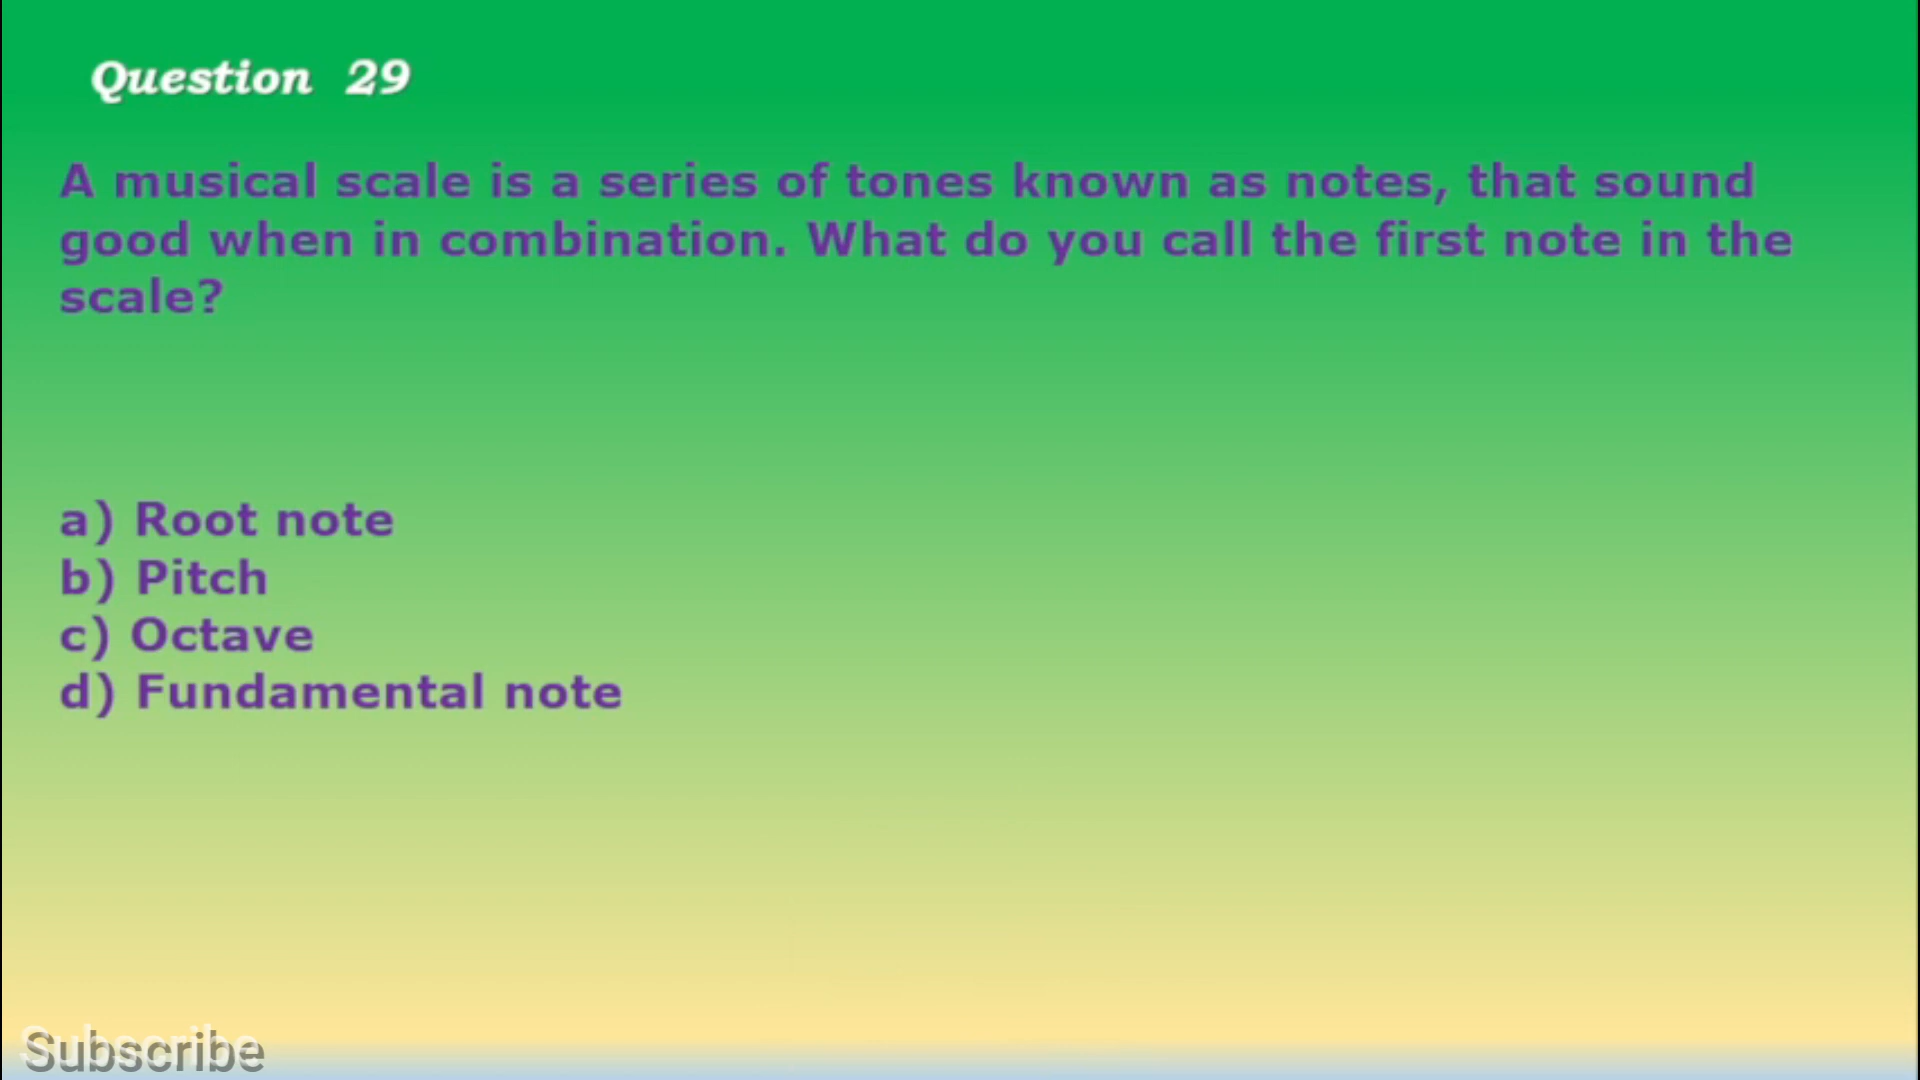 Question 29
A musical scale is a series of tones known as notes, that sound
good when in combination. What do you call the first note in the
scale?
a) Root note
b) Pitch
c) Octave
d) Fundamental note
Subscribe